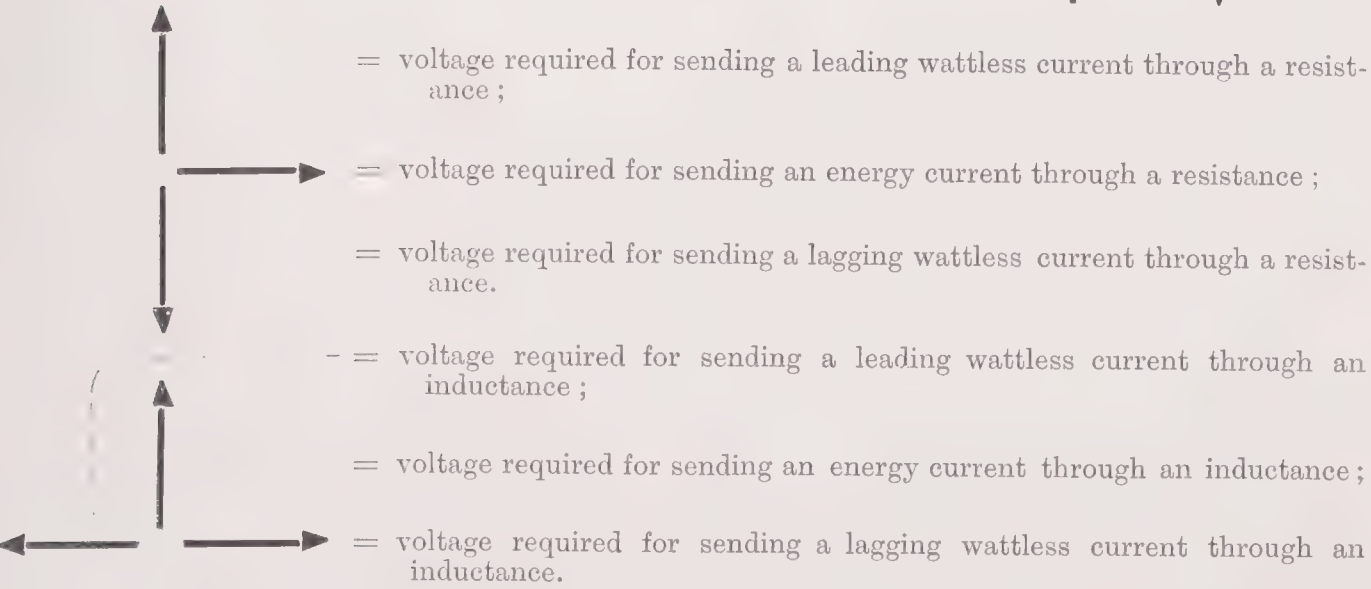 = voltage required for sending a leading wattless current through a resist-
ance ;
= voltage required for sending an energy current through a resistance ;
= voltage required for sending a lagging wattless current through a resist-
ance.
- = voltage required for sending a leading wattless current through an
inductance ;
= voltage required for sending an energy current through an inductance ;
= voltage required for sending a lagging wattless current through an
inductance.